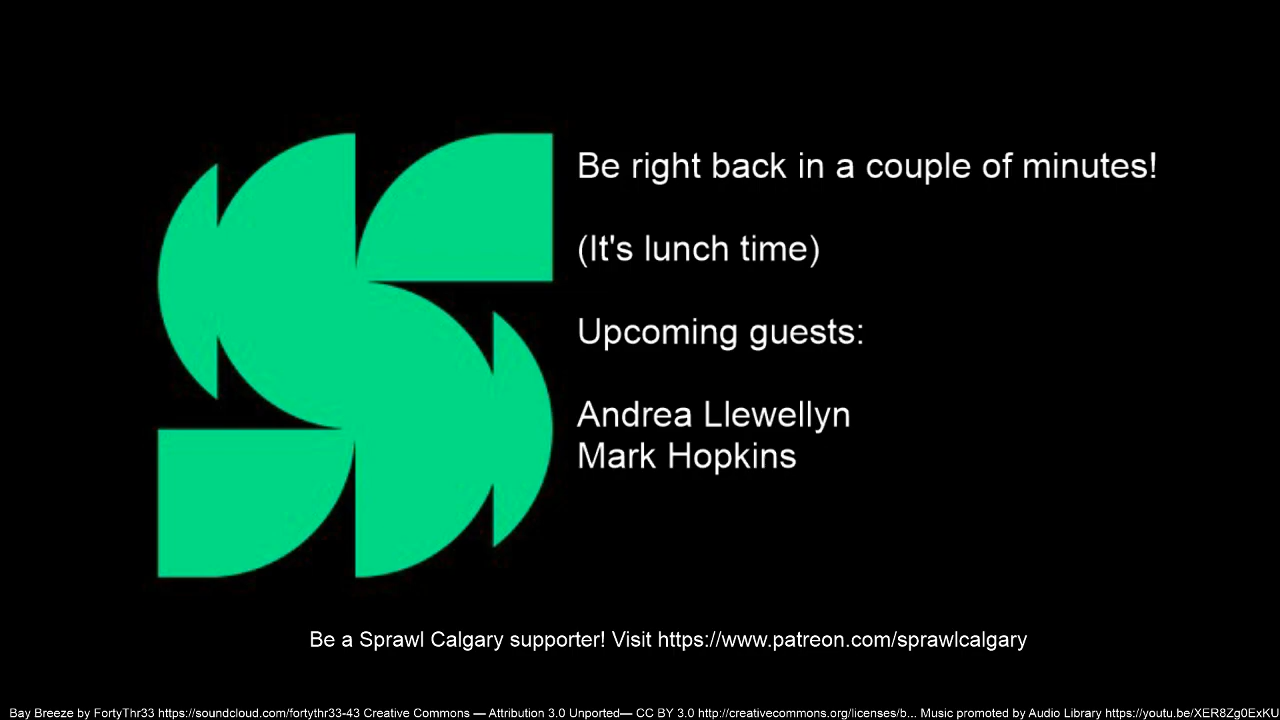 Be right back in a couple of minutes!
(It's lunch time)
Upcoming guests:
Andrea Llewellyn
Mark Hopkins
Be a Sprawl Calgary supporter! Visit https://www.patreon.com/sprawlcalgary
Bay Breeze by FortyThr33 https://soundcloud.com/fortythr33-43 Creative Commons — Attribution 3.0 Unported— CC BY 3.0 http://creativecommons.org/licenses/b... Music promoted by Audio Library https://youtu.be/XER8Zg0ExKU